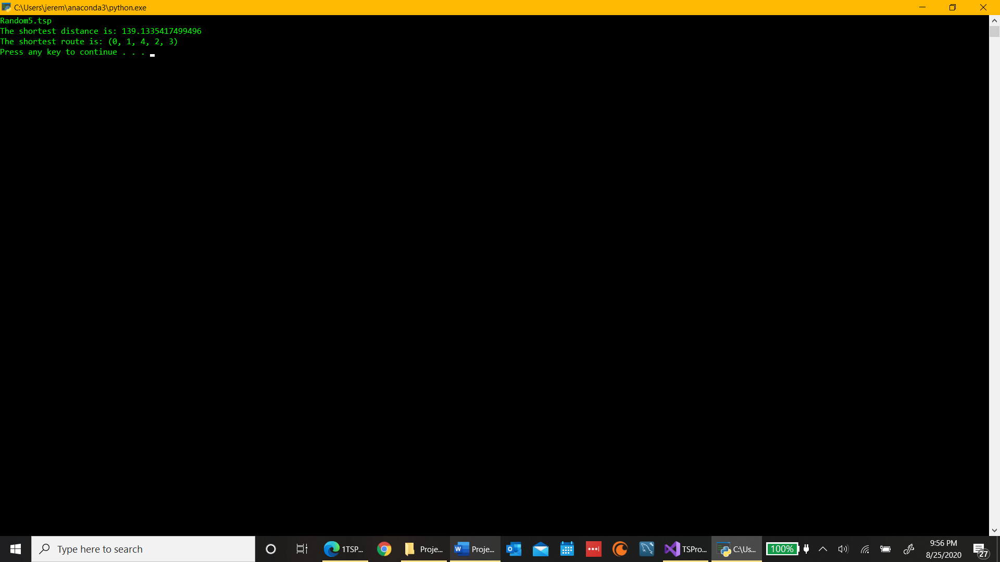 C:\Users\jerem\anaconda3\python.exe
Random5.tsp
The shortest distance is: 139.1335417499496
The shortest route is: (0, 1, 4, 2, 3)
Press any key to continue . . .
Type here to search
1TSP...
Proje...
Proje...
TSPro...
C:\Us...
100%
9:56 PM
8/25/2020
27